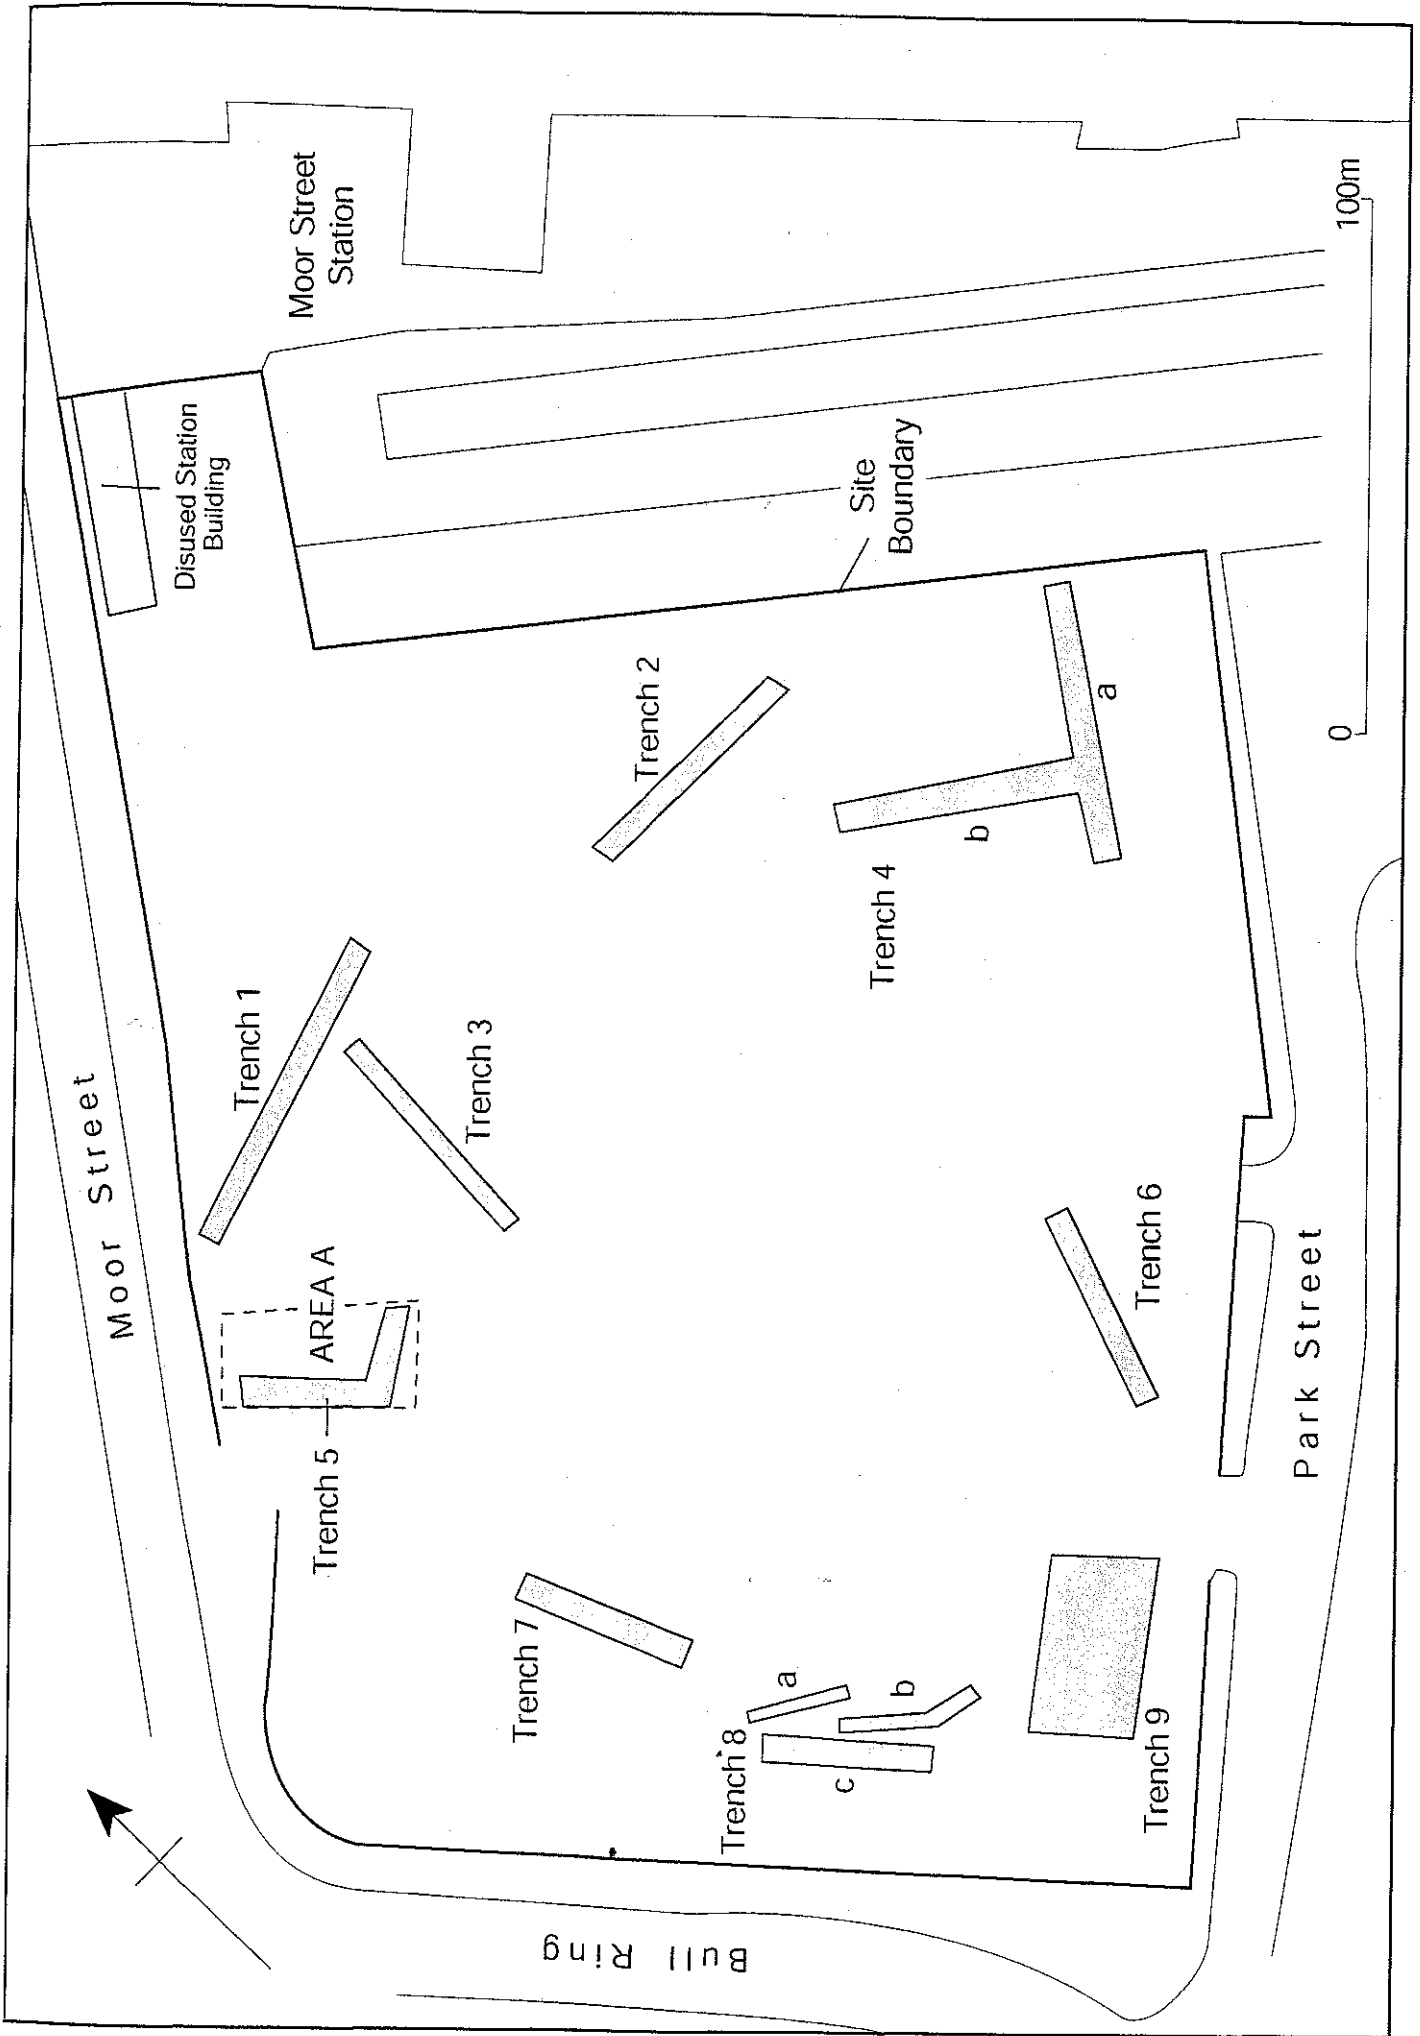 Moor Street
Station
Disused Station
Building
Site
Boundary
100m
0
Trench 2
a
b
Trench 4
Trench 1
Trench 3
Moor Street
AREA A
Trench 5
Trench 6
Park Street
Trench 7
Trench 8
a
b
c
Trench 9
Bull Ring